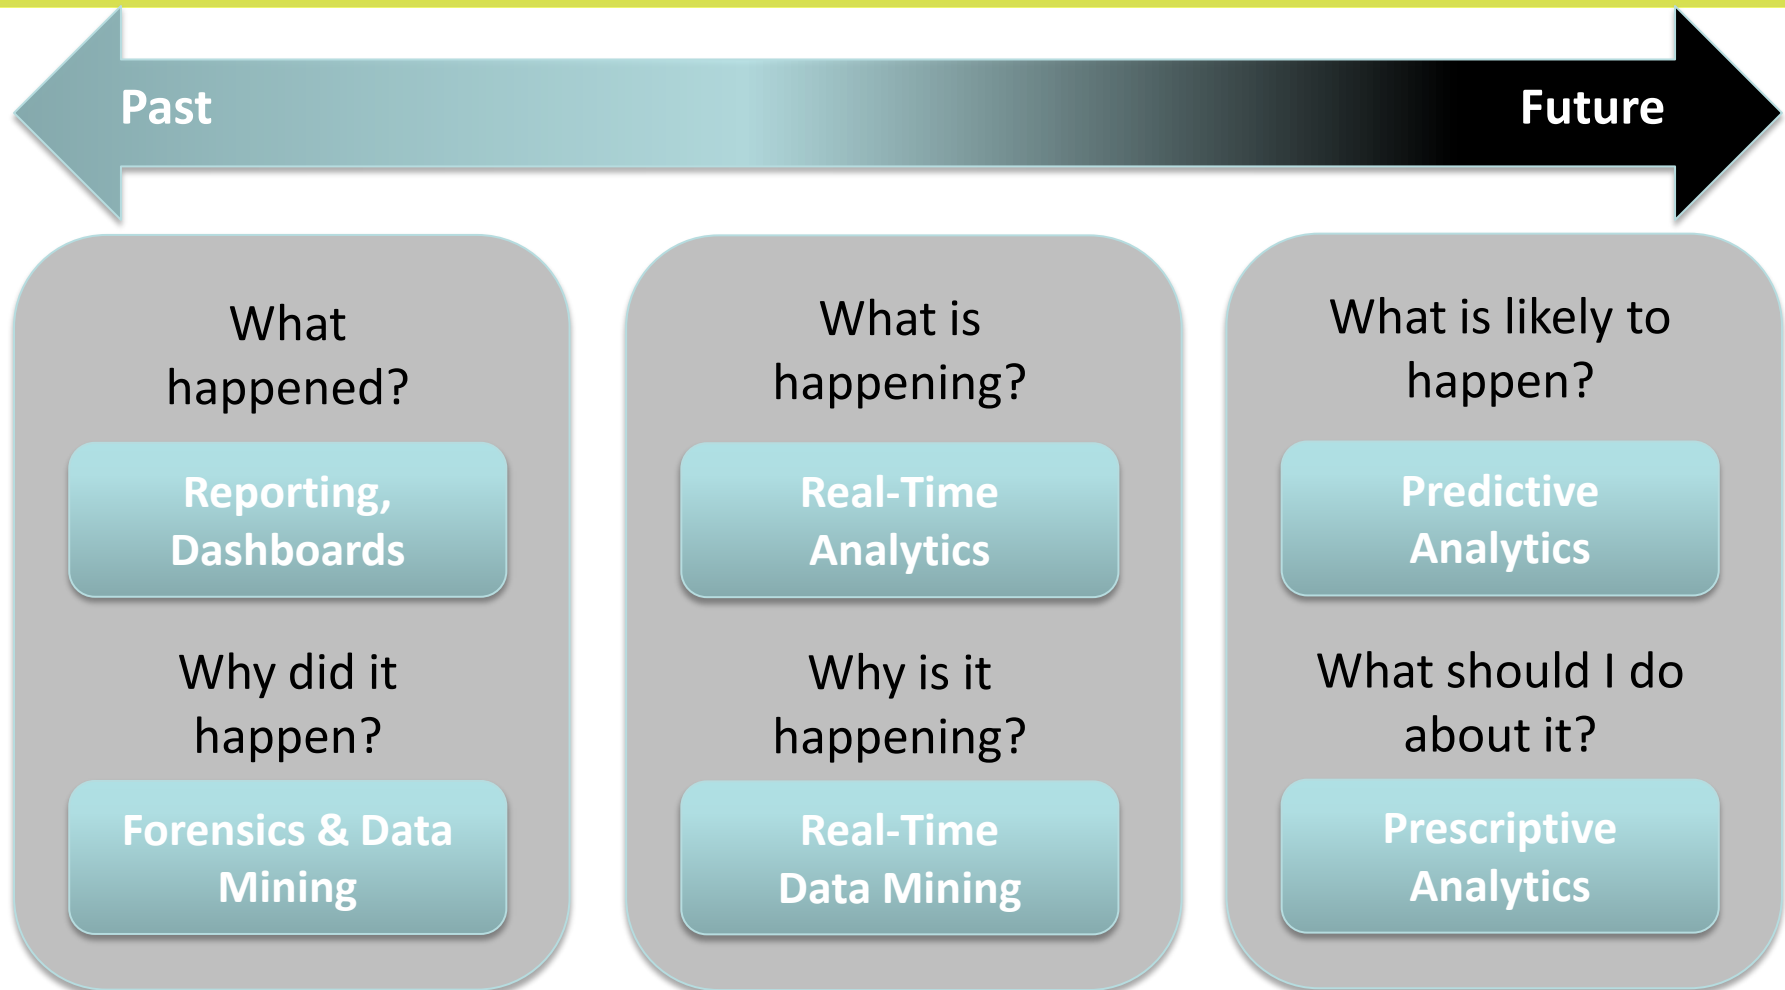 Past
Future
What
happened?
Reporting,
Dashboards
Why did it
happen?
Forensics & Data
Mining
What is
happening?
Real-Time
Analytics
Why is it
happening?
Real-Time
Data Mining
What is likely to
happen?
Predictive
Analytics
What should I do
about it?
Prescriptive
Analytics